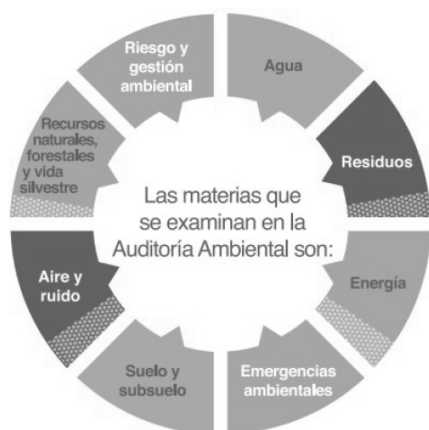 Riesgo y
gestión
ambiental
Agua
Residuos
Energía
Emergencias
ambientales
Suelo y
subsuelo
Aire y
ruido
Recursos
naturales,
forestales
y vida
silvestre
Las materias que
se examinan en la
Auditoría Ambiental son: